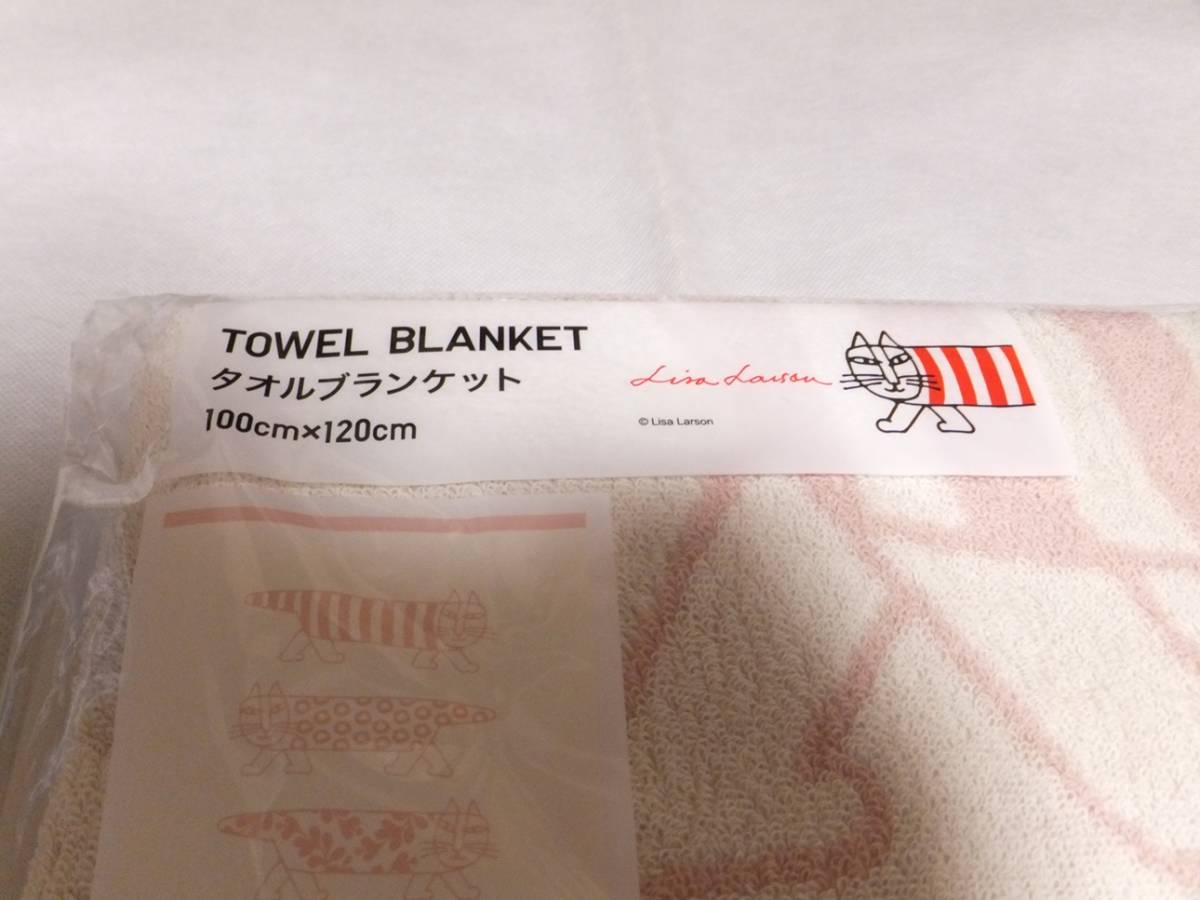 TOWEL BLANKET
タオルブランケット
100cm×120cm
Lisa Larson
© Lisa Larson